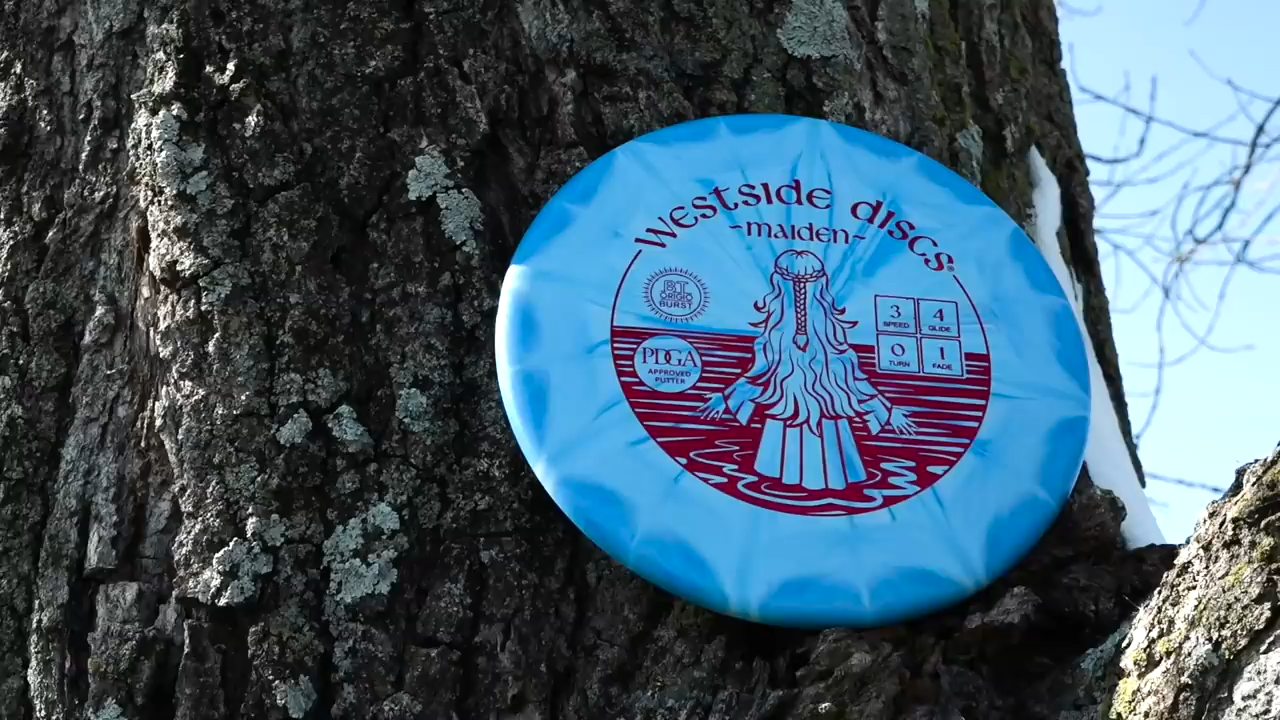 westside discs®
~maiden~
BT
ORIGIO
BURST
PDGA
APPROVED
PUTTER
3 4
SPEED GLIDE
0 1
TURN FADE